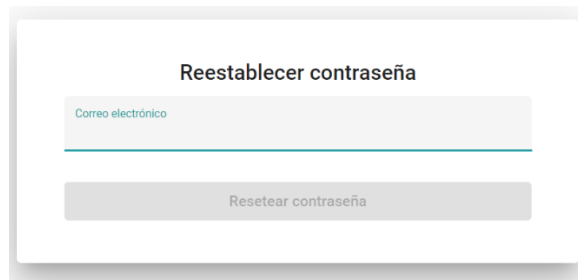 Reestablecer contraseña
Correo electrónico
Resetear contraseña